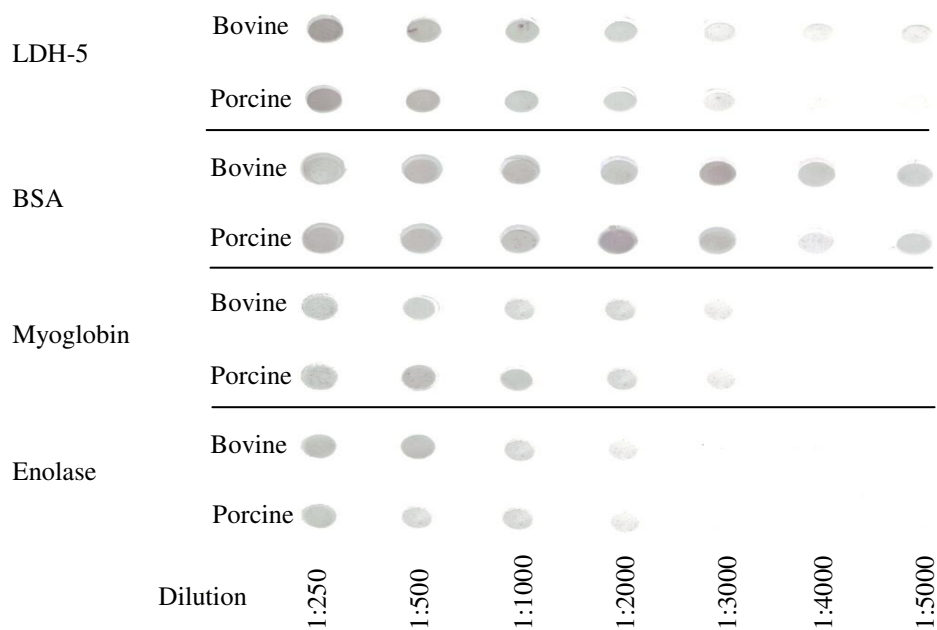 Bovine
LDH-5
Porcine
Bovine
BSA
Porcine
Bovine
Myoglobin
Porcine
Bovine
Enolase
Porcine
Dilution
1:250
1:500
1:1000
1:2000
1:3000
1:4000
1:5000